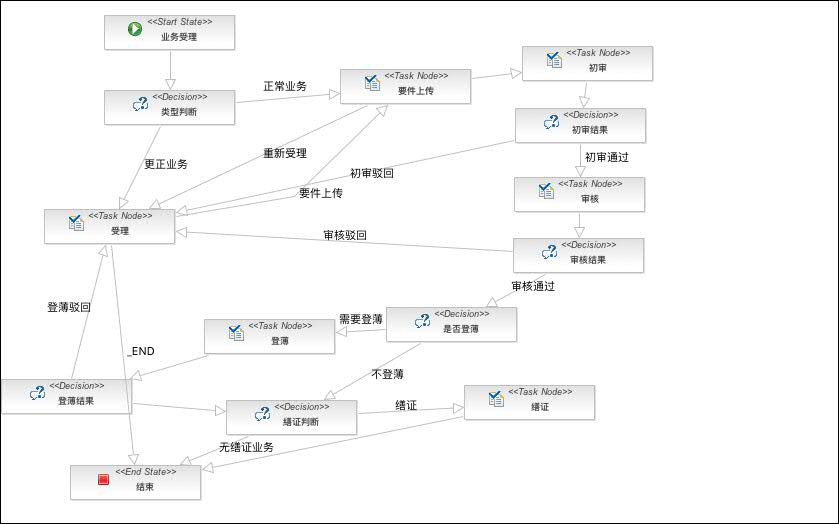 <<Start State>>
业务受理
<<Task Node>>
初审
<<Task Node>>
要件上传
正常业务
<<Decision>>
类型判断
<<Decision>>
初审结果
重新受理
初审通过
更正业务
初审驳回
<<Task Node>>
审核
要件上传
<<Task Node>>
受理
审核驳回
<<Decision>>
审核结果
审核通过
登薄驳回
需要登薄
<<Decision>>
是否登薄
<<Task Node>>
登薄
_END
不登薄
<<Decision>>
登薄结果
<<Decision>>
缮证判断
缮证
<<Task Node>>
缮证
无缮证业务
<<End State>>
结束